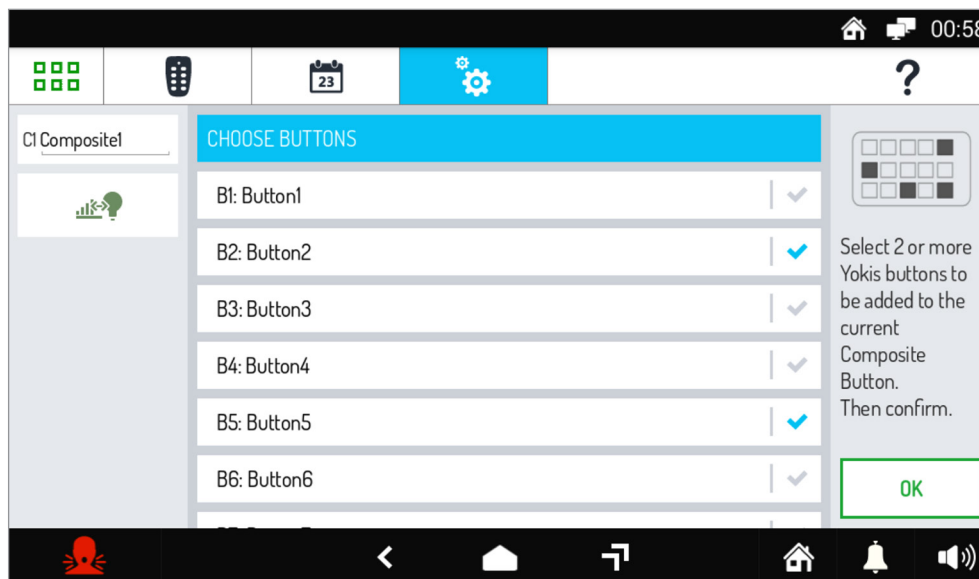 00:58
23
?
C1 Composite1
CHOOSE BUTTONS
B1: Button1
B2: Button2
B3: Button3
B4: Button4
B5: Button5
B6: Button6
Select 2 or more
Yokis buttons to
be added to the
current
Composite
Button.
Then confirm.
OK